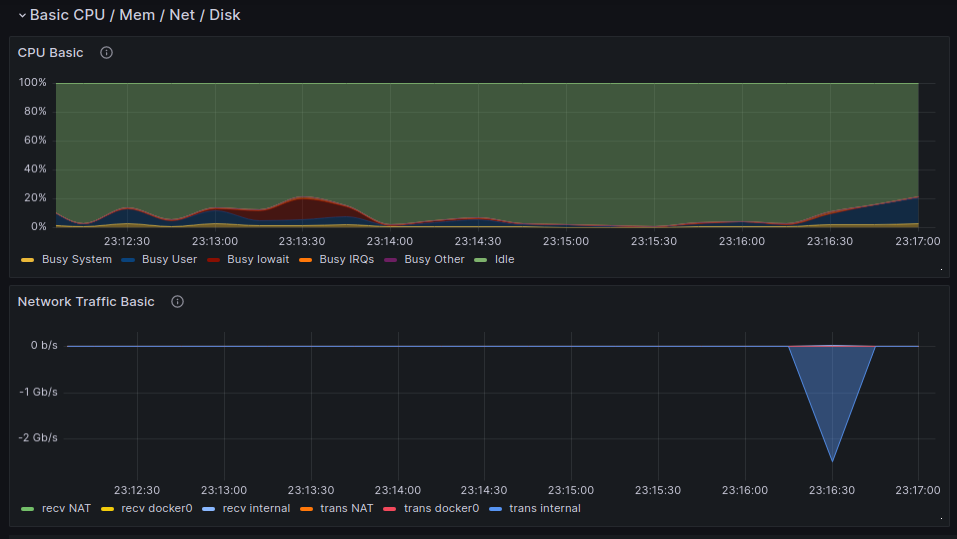 Basic CPU / Mem / Net / Disk
CPU Basic
100%
80%
60%
40%
20%
0%
23:12:30 23:13:00 23:13:30 23:14:00 23:14:30 23:15:00 23:15:30 23:16:00 23:16:30 23:17:00
Busy System Busy User Busy Iowait Busy IRQs Busy Other Idle
Network Traffic Basic
0 b/s
-1 Gb/s
-2 Gb/s
23:12:30 23:13:00 23:13:30 23:14:00 23:14:30 23:15:00 23:15:30 23:16:00 23:16:30 23:17:00
recv NAT recv docker0 recv internal trans NAT trans docker0 trans internal